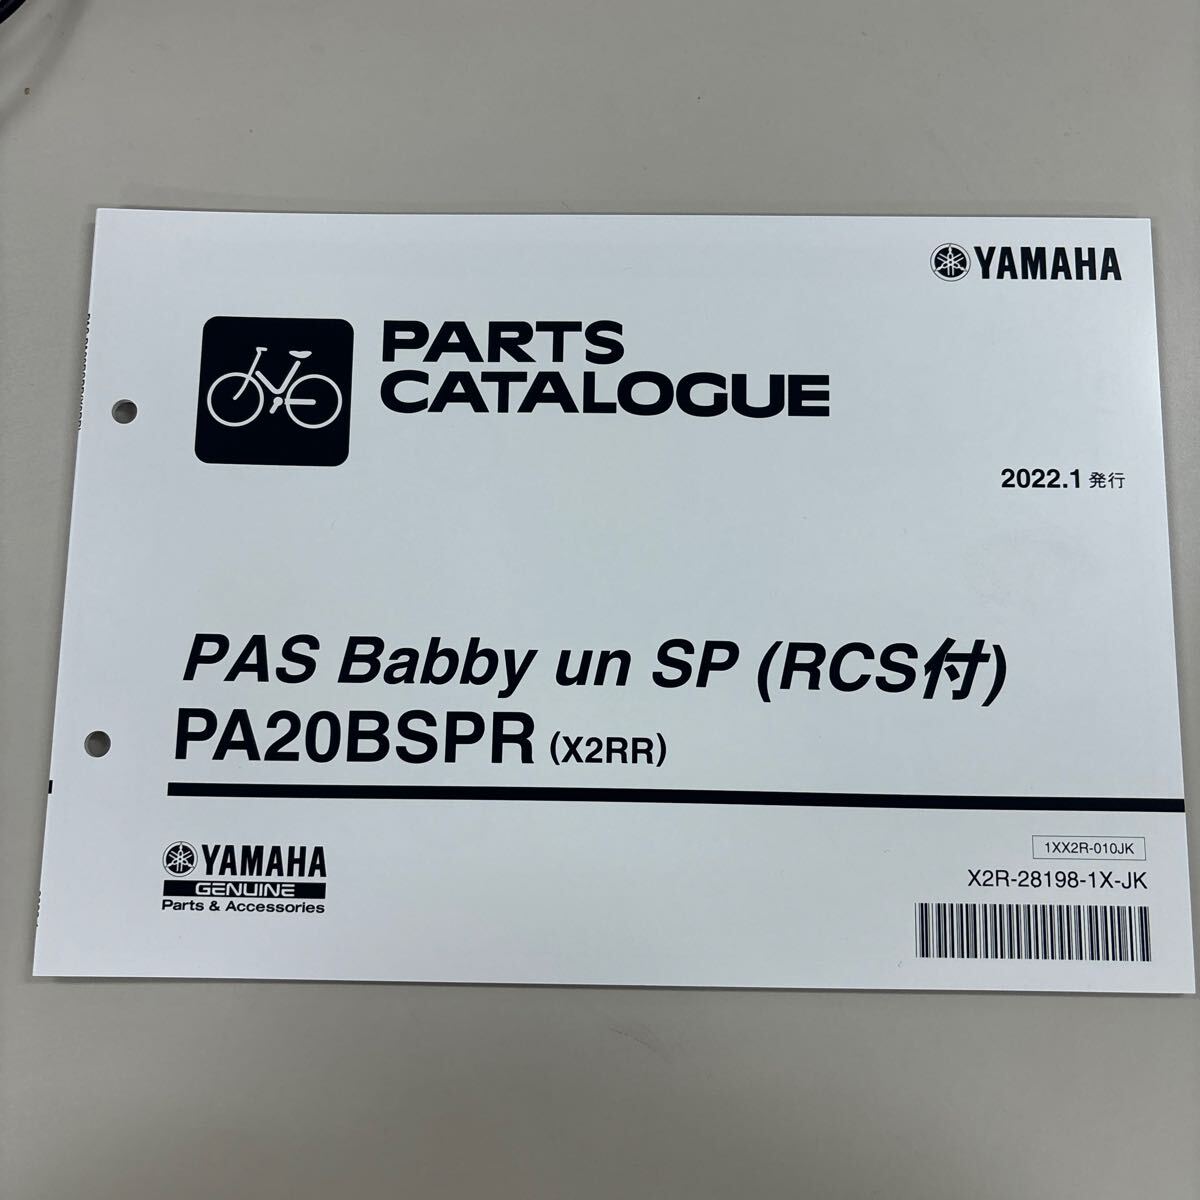 YAMAHA
PARTS
CATALOGUE
2022.1 発行
PAS Babby un SP (RCS付)
PA20BSPR (X2RR)
YAMAHA
GENUINE
Parts & Accessories
1XX2R-010JK
X2R-28198-1X-JK